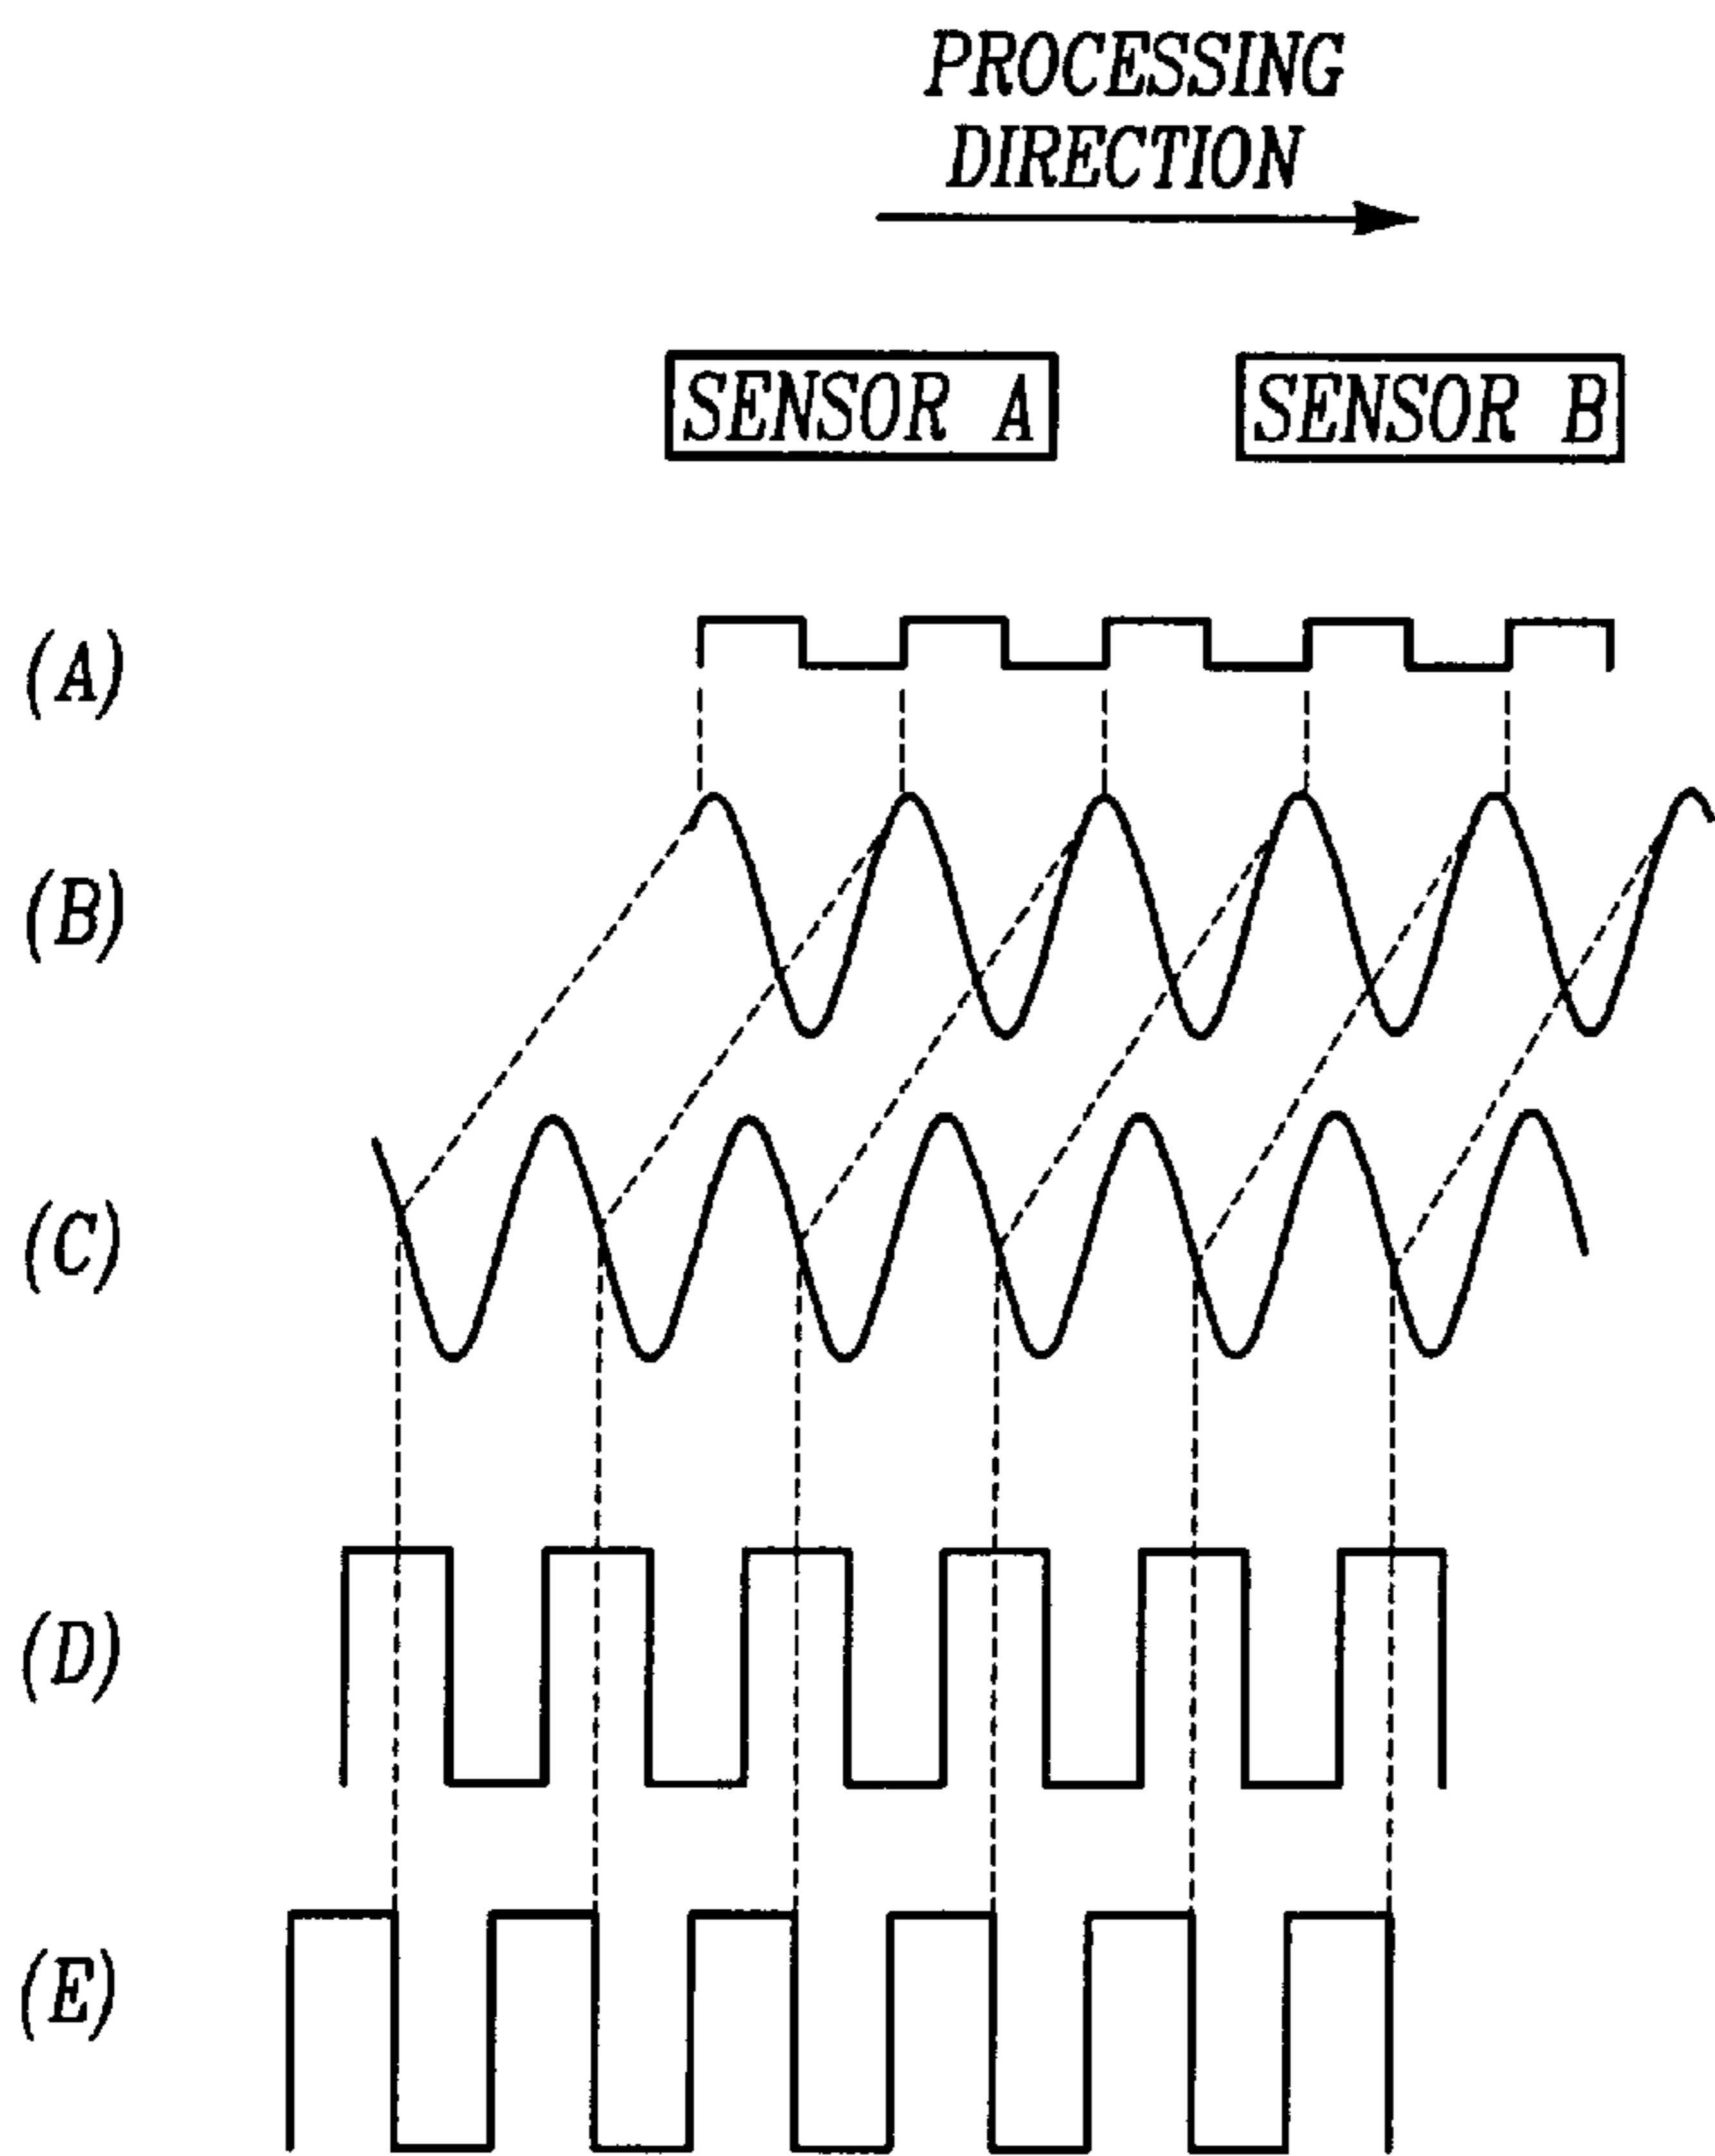 PROCESSING
DIRECTION
SENSOR A
SENSOR B
(A)
(B)
(C)
(D)
(E)